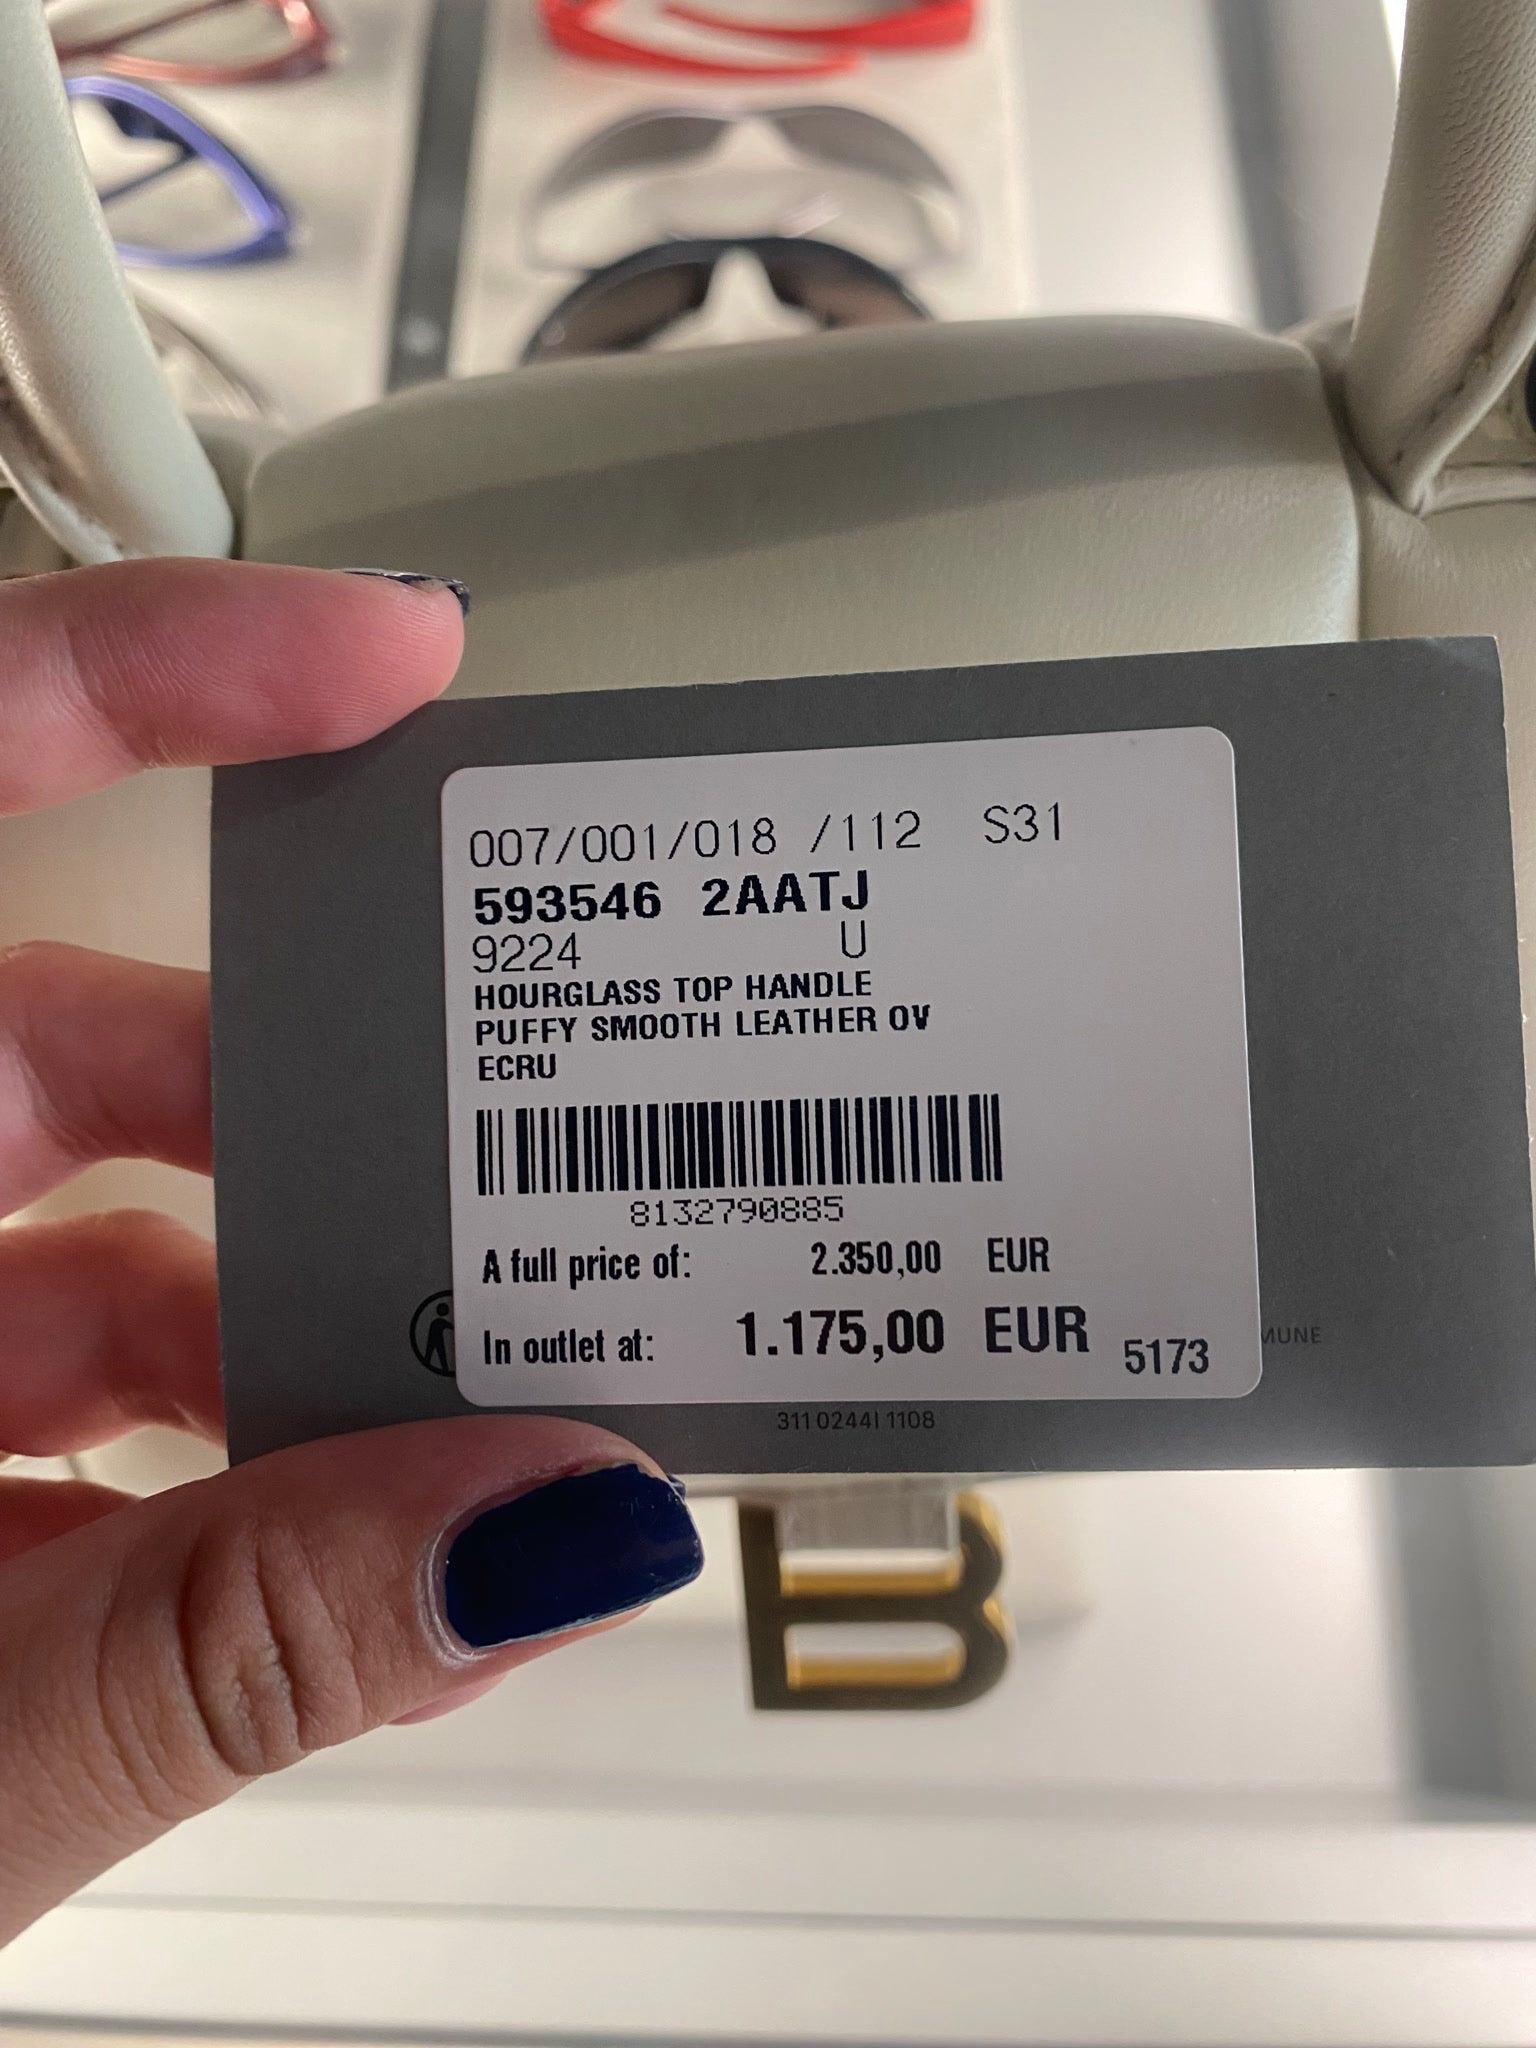 007/001/018 /112 S31
593546 2AATJ
9224 U
HOURGLASS TOP HANDLE
PUFFY SMOOTH LEATHER OV
ECRU
8132790885
A full price of: 2.350,00 EUR
In outlet at: 1.175,00 EUR 5173
MUNE
311 0244I 1108
B